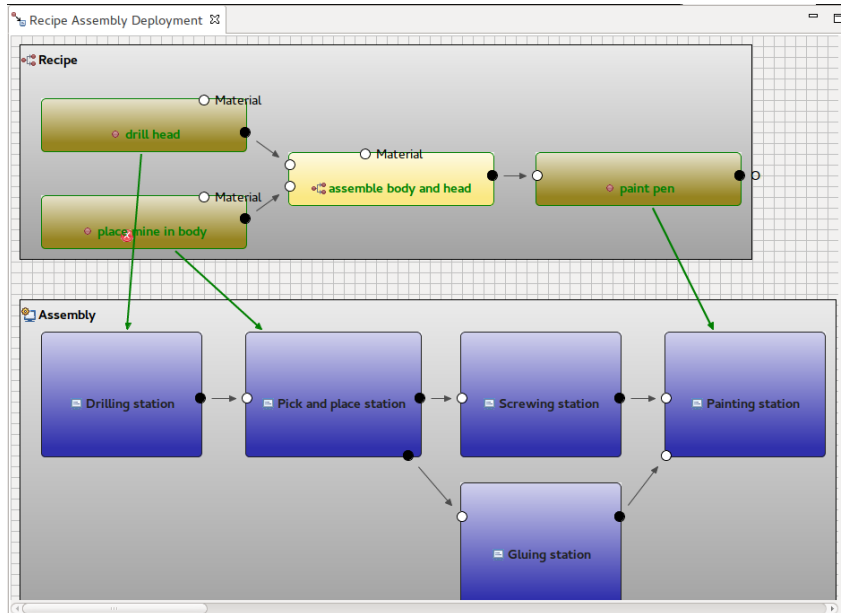 Recipe Assembly Deployment
Recipe
Material
drill head
Material
assemble body and head
paint pen
Material
place mine in body
Assembly
Drilling station
Pick and place station
Screwing station
Painting station
Gluing station